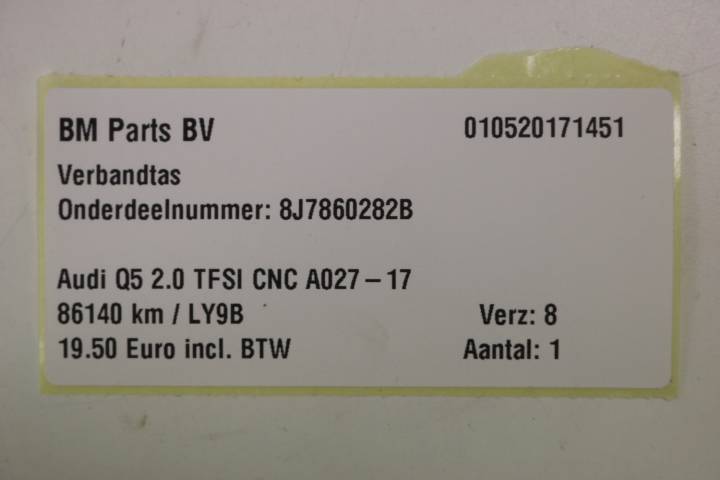 BM Parts BV 010520171451
Verbandtas
Onderdeelnummer: 8J7860282B
Audi Q5 2.0 TFSI CNC A027-17
86140 km / LY9B Verz: 8
19.50 Euro incl. BTW Aantal: 1